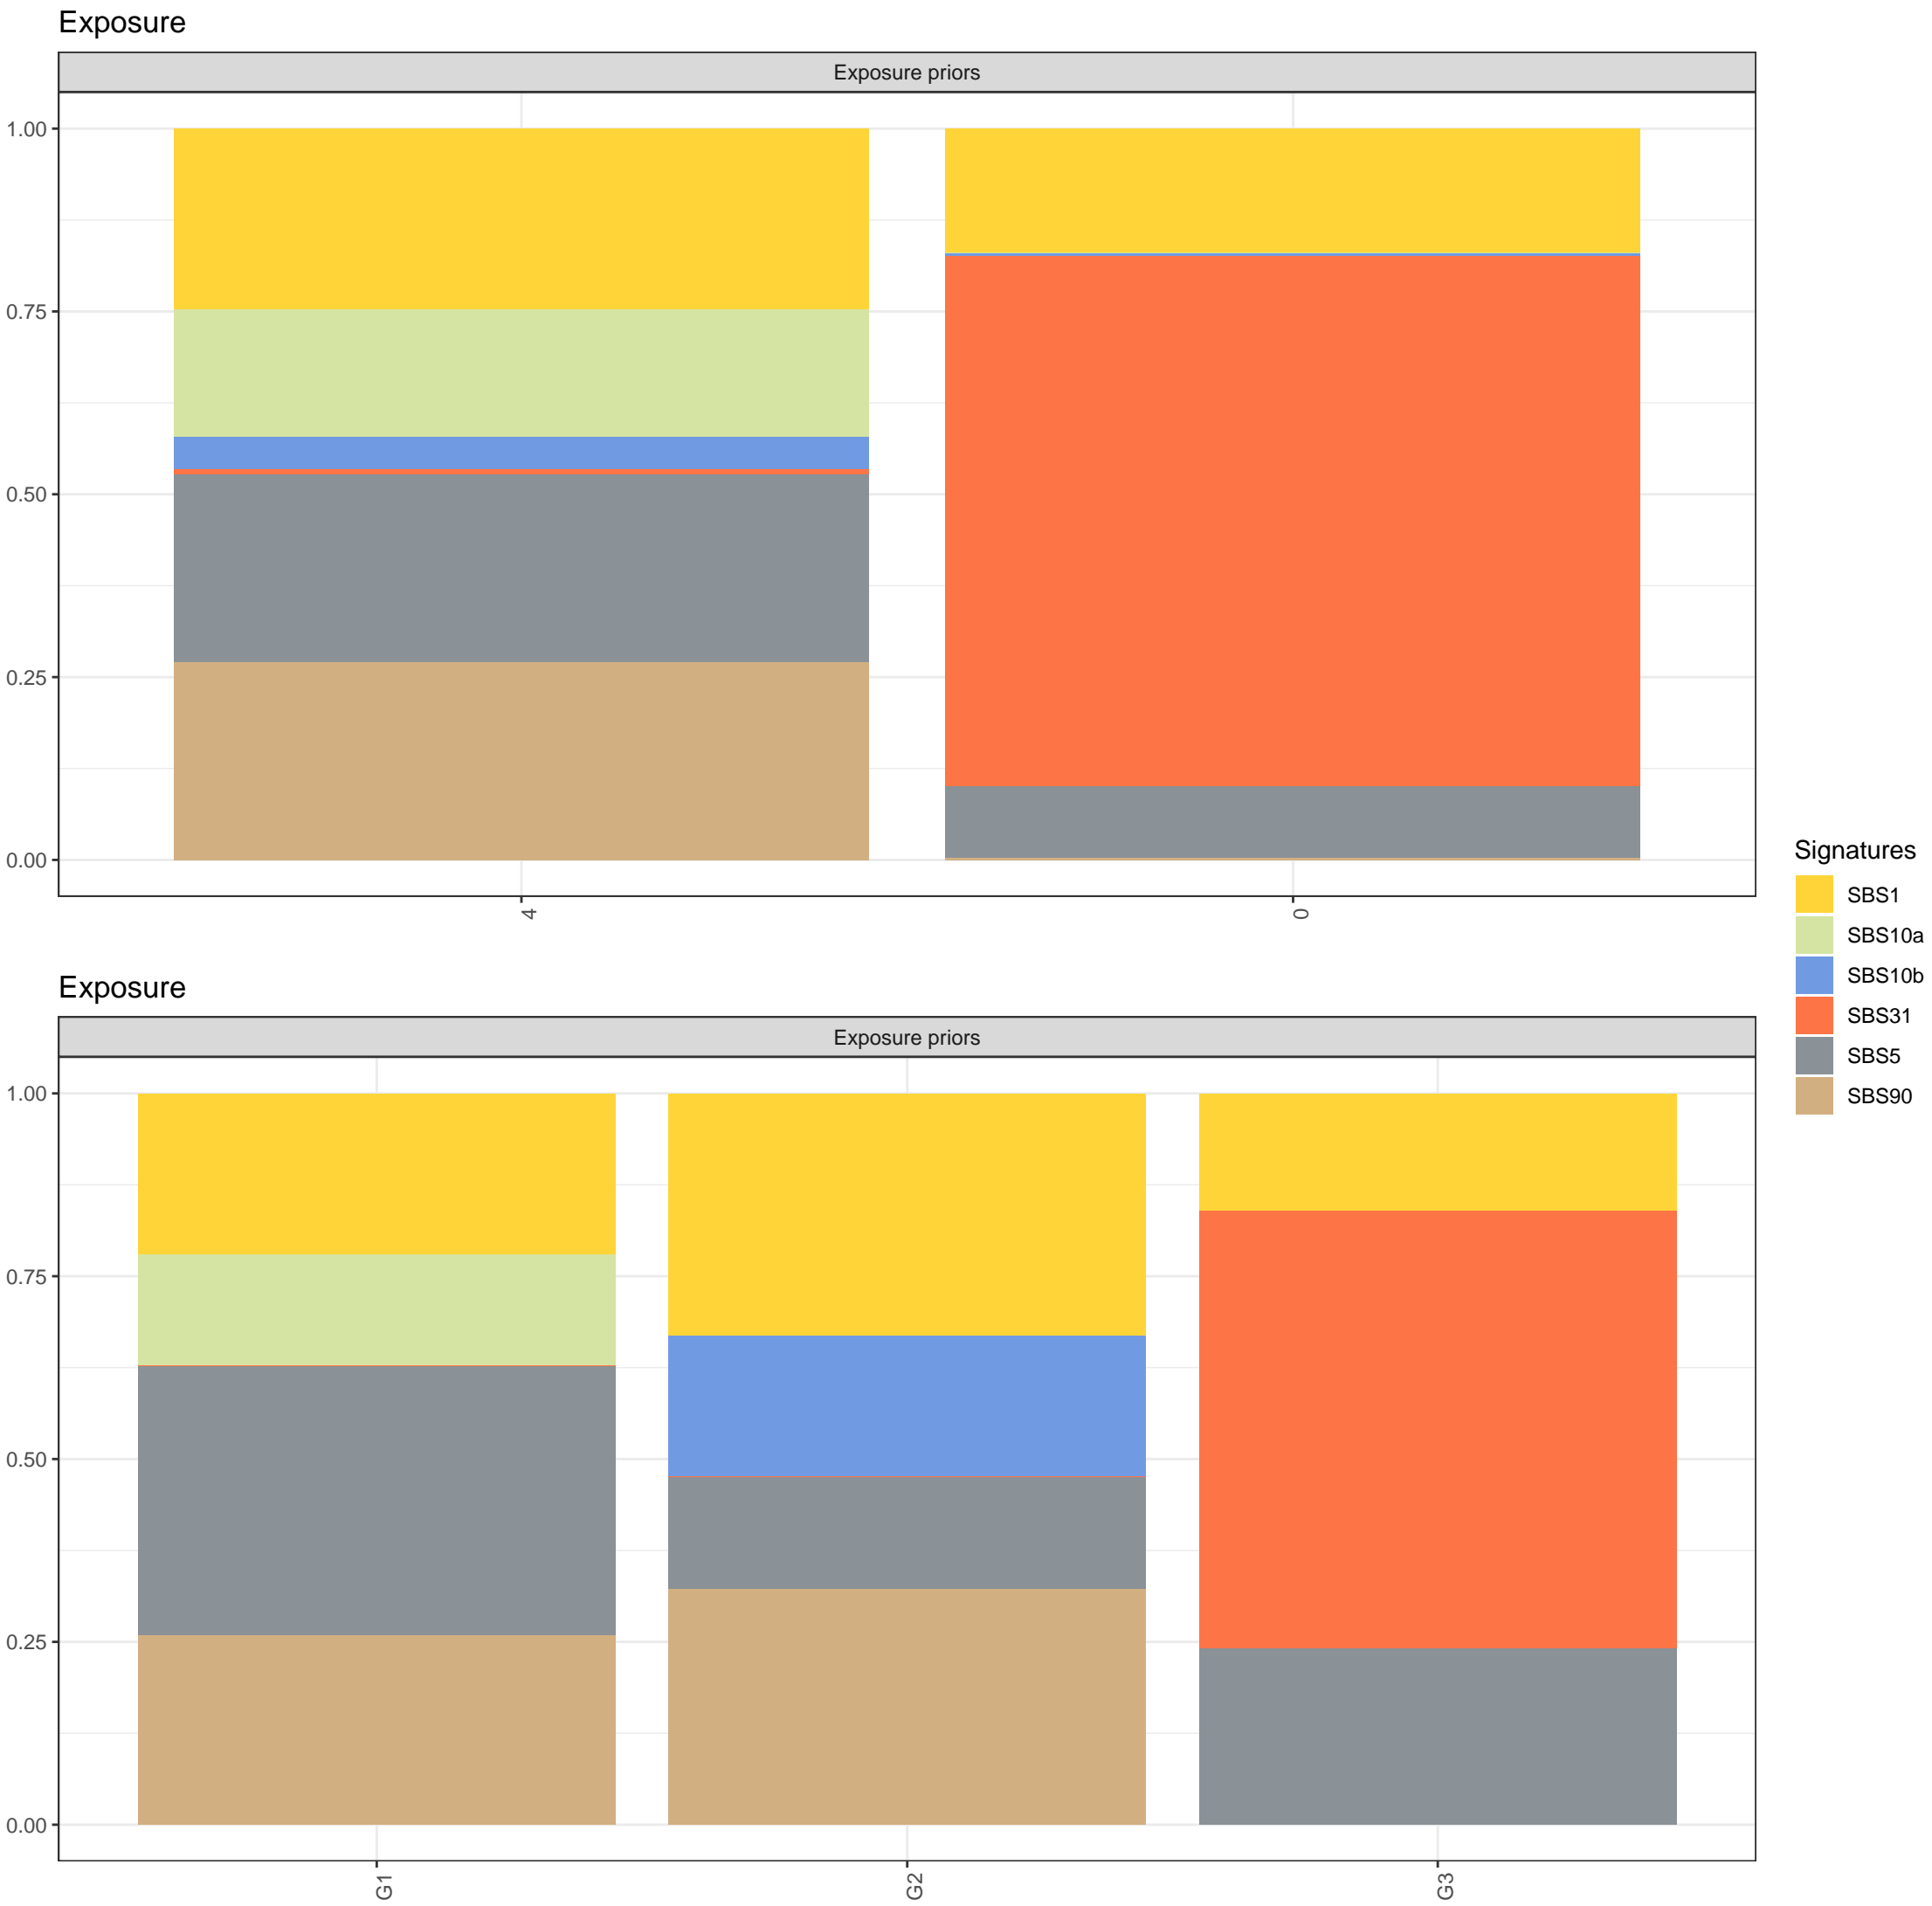 Exposure
Exposure priors
1.00
0.75
0.50
0.25
0.00
4
0
Exposure
Exposure priors
1.00
0.75
0.50
0.25
0.00
G1
G2
G3
Signatures
SBS1
SBS10a
SBS10b
SBS31
SBS5
SBS90